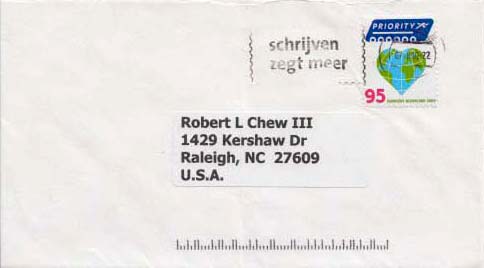 PRIORITY
schrijven
zegt meer
95
Robert L Chew III
1429 Kershaw Dr
Raleigh, NC 27609
U.S.A.